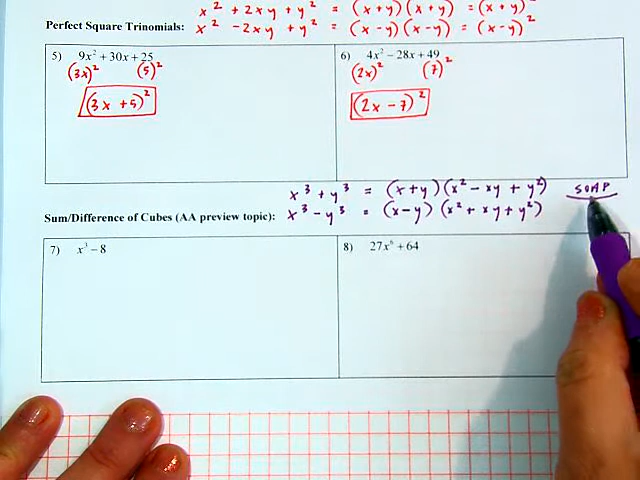 x² + 2xy + y² = (x+y)(x+y) = (x+y)²
Perfect Square Trinomials: x² - 2xy + y² = (x-y)(x-y) = (x-y)²
5) 9x² + 30x + 25
(3x)² (5)²
(3x + 5)²
6) 4x² − 28x + 49
(2x)² (7)²
(2x - 7)²
x³ + y³ = (x+y)(x² - xy + y²) SOAP
Sum/Difference of Cubes (AA preview topic): x³ - y³ = (x-y)(x² + xy + y²)
7) x³ − 8
8) 27x⁶ + 64